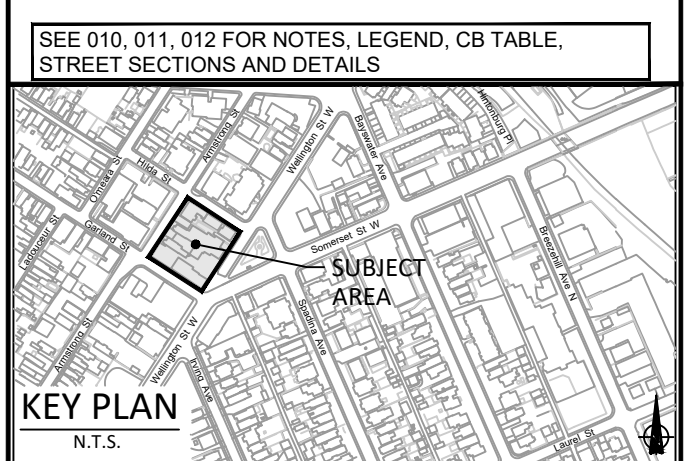 SEE 010, 011, 012 FOR NOTES, LEGEND, CB TABLE,
STREET SECTIONS AND DETAILS
Armstrong St
Wellington St W
Bayswater Ave
Hintonburg Pl
Omeara St
Hilda St
Ladouceur St
Garland St
Somerset St W
Breezehill Ave N
SUBJECT
AREA
Armstrong St
Wellington St W
Irving Ave
Spadina Ave
Laurel St
KEY PLAN
N.T.S.